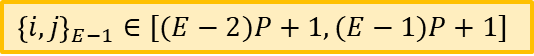 {i,j}_{E−1} ∈ [(E − 2)P + 1, (E − 1)P + 1]